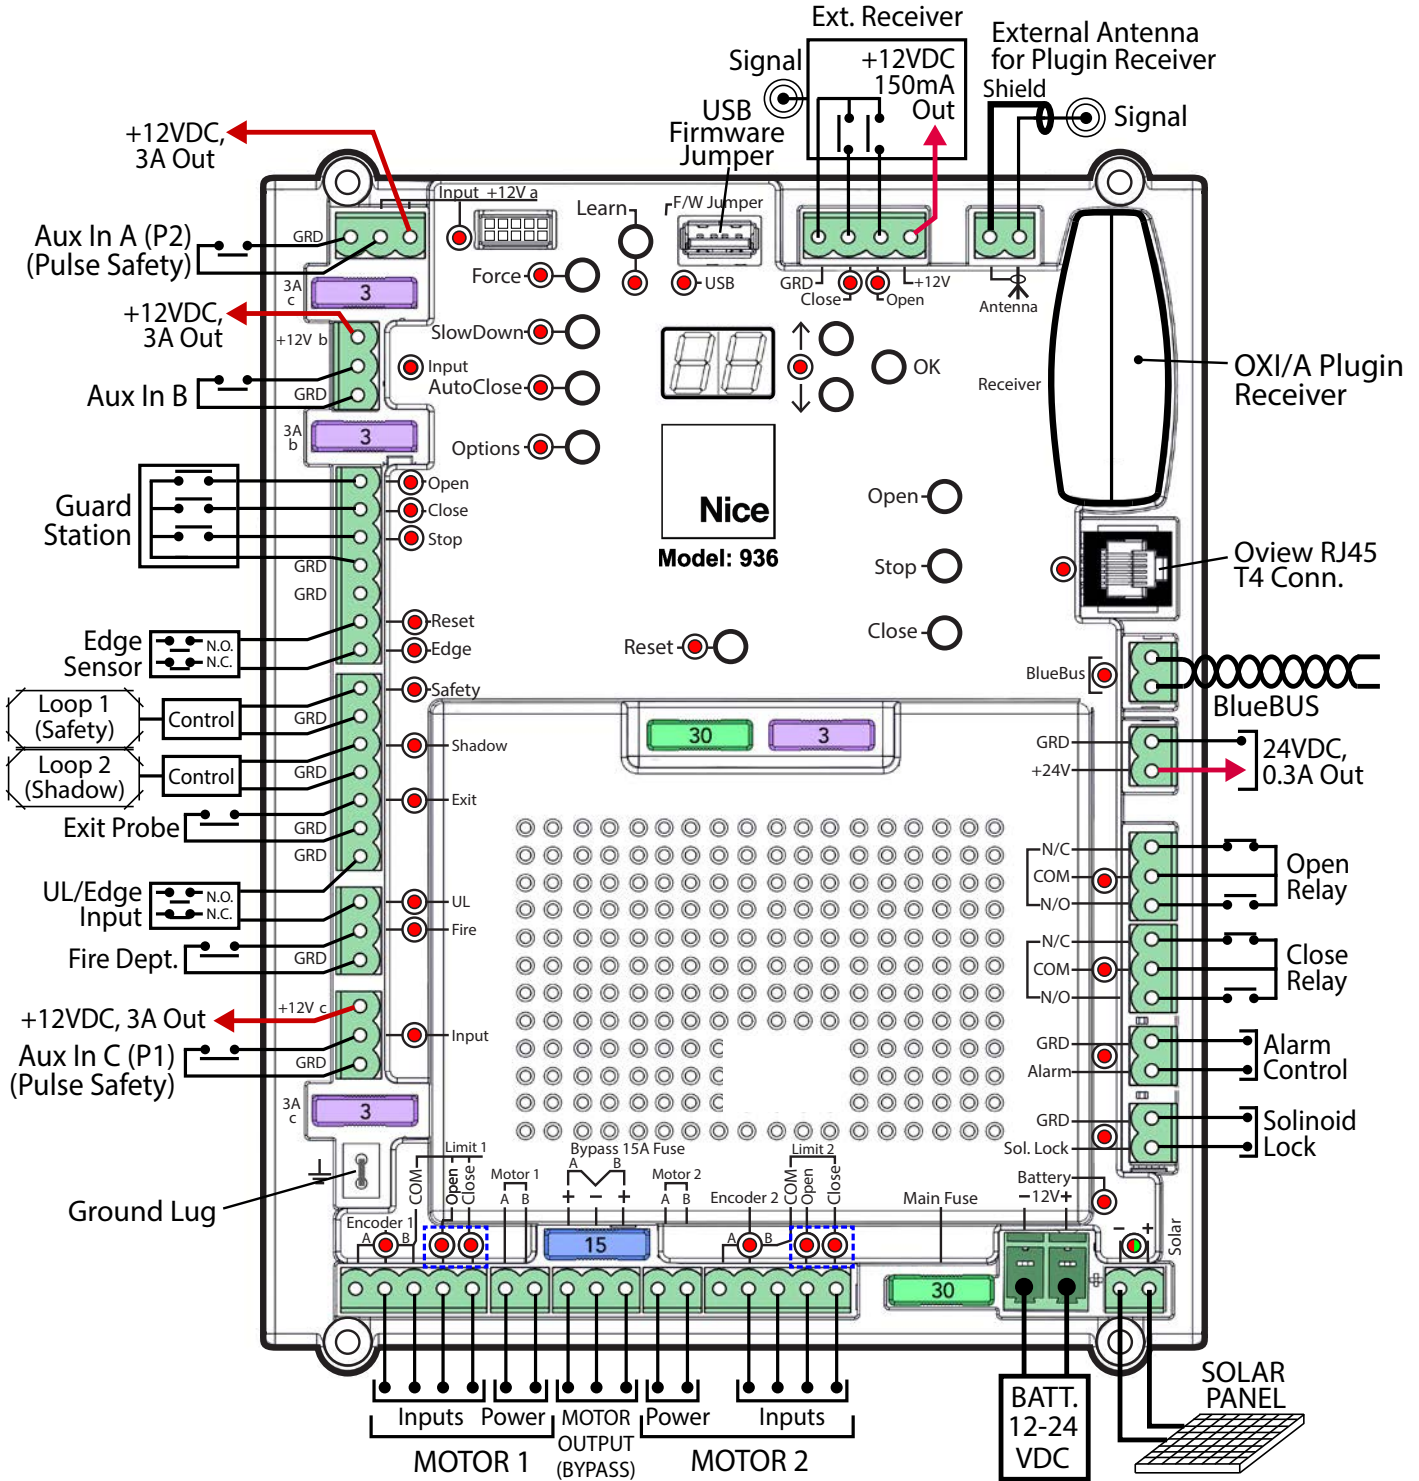 Ext. Receiver
External Antenna
for Plugin Receiver
Signal
+12VDC
150mA
Out
Shield
Signal
USB
Firmware
Jumper
+12VDC,
3A Out
Input +12V a
Learn
F/W Jumper
Aux In A (P2)
(Pulse Safety)
GRD
Force
USB
GRD
Close
Open
+12V
Antenna
3A
c
3
+12VDC,
3A Out
+12V b
SlowDown
Input
AutoClose
OK
Receiver
OXI/A Plugin
Receiver
Aux In B
GRD
3A
b
3
Options
Nice
Model: 936
Guard
Station
Open
Close
Stop
GRD
GRD
Open
Stop
Close
Oview RJ45
T4 Conn.
Edge
Sensor
N.O.
N.C.
Reset
Edge
Reset
BlueBus
BlueBUS
Loop 1
(Safety)
Control
Safety
GRD
Loop 2
(Shadow)
Control
Shadow
GRD
30
3
GRD
+24V
24VDC,
0.3A Out
Exit Probe
Exit
GRD
GRD
N/C
COM
N/O
Open
Relay
UL/Edge
Input
N.O.
N.C.
UL
Fire
Fire Dept.
GRD
N/C
COM
N/O
Close
Relay
+12VDC, 3A Out
+12V c
Aux In C (P1)
(Pulse Safety)
Input
GRD
GRD
Alarm
Alarm
Control
3A
c
3
GRD
Sol. Lock
Solinoid
Lock
Ground Lug
Limit 1
COM
Open
Close
Encoder 1
A
B
Motor 1
A B
Bypass 15A Fuse
A
B
+ − +
15
Motor 2
A B
Encoder 2
A
B
Limit 2
COM
Open
Close
Main Fuse
30
Battery
−12V+
− +
Solar
Inputs
Power
MOTOR
OUTPUT
(BYPASS)
Power
Inputs
MOTOR 1
MOTOR 2
BATT.
12-24
VDC
SOLAR
PANEL